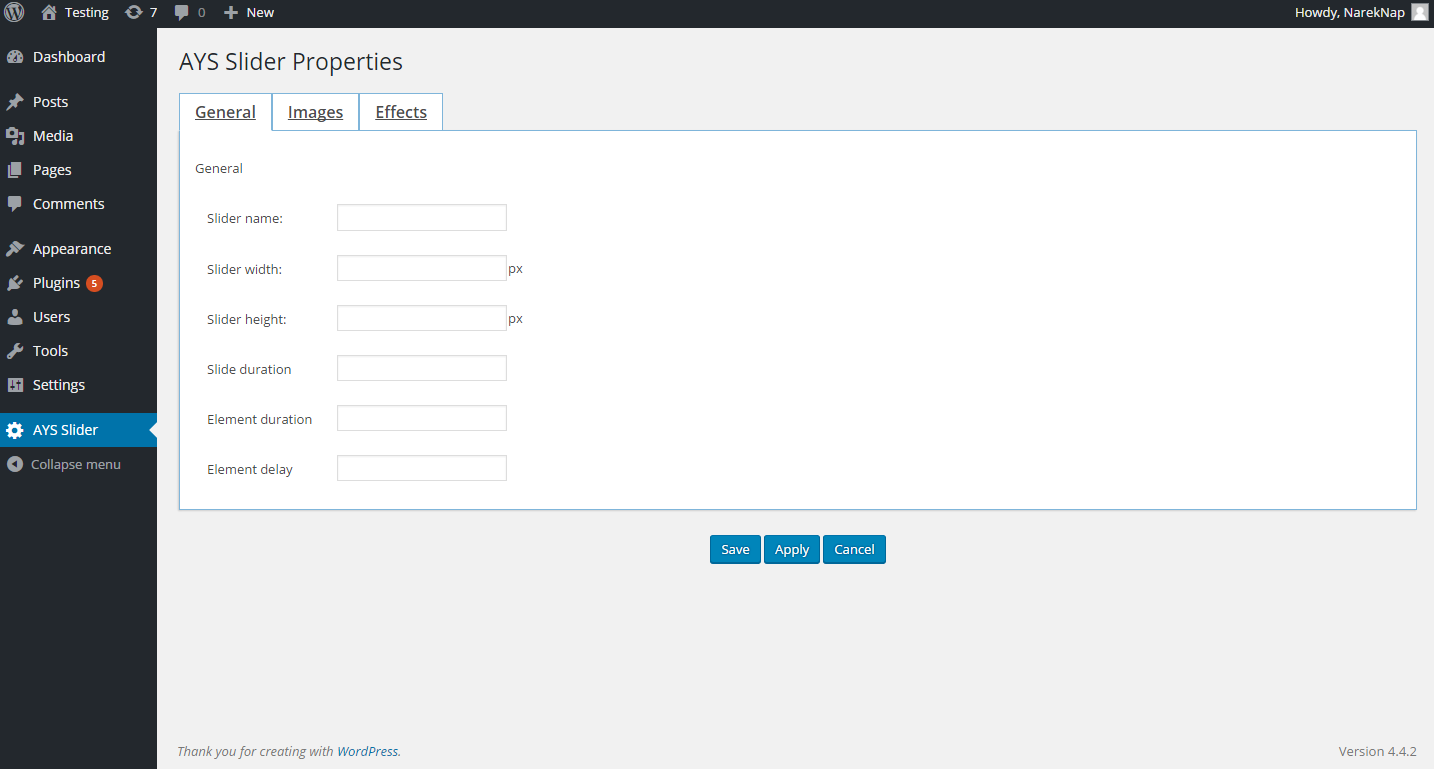 Testing 7 0 New Howdy, NarekNap
Dashboard
Posts
Media
Pages
Comments
Appearance
Plugins 5
Users
Tools
Settings
AYS Slider
Collapse menu
AYS Slider Properties
General Images Effects
General
Slider name:
Slider width: px
Slider height: px
Slide duration
Element duration
Element delay
Save Apply Cancel
Thank you for creating with WordPress. Version 4.4.2